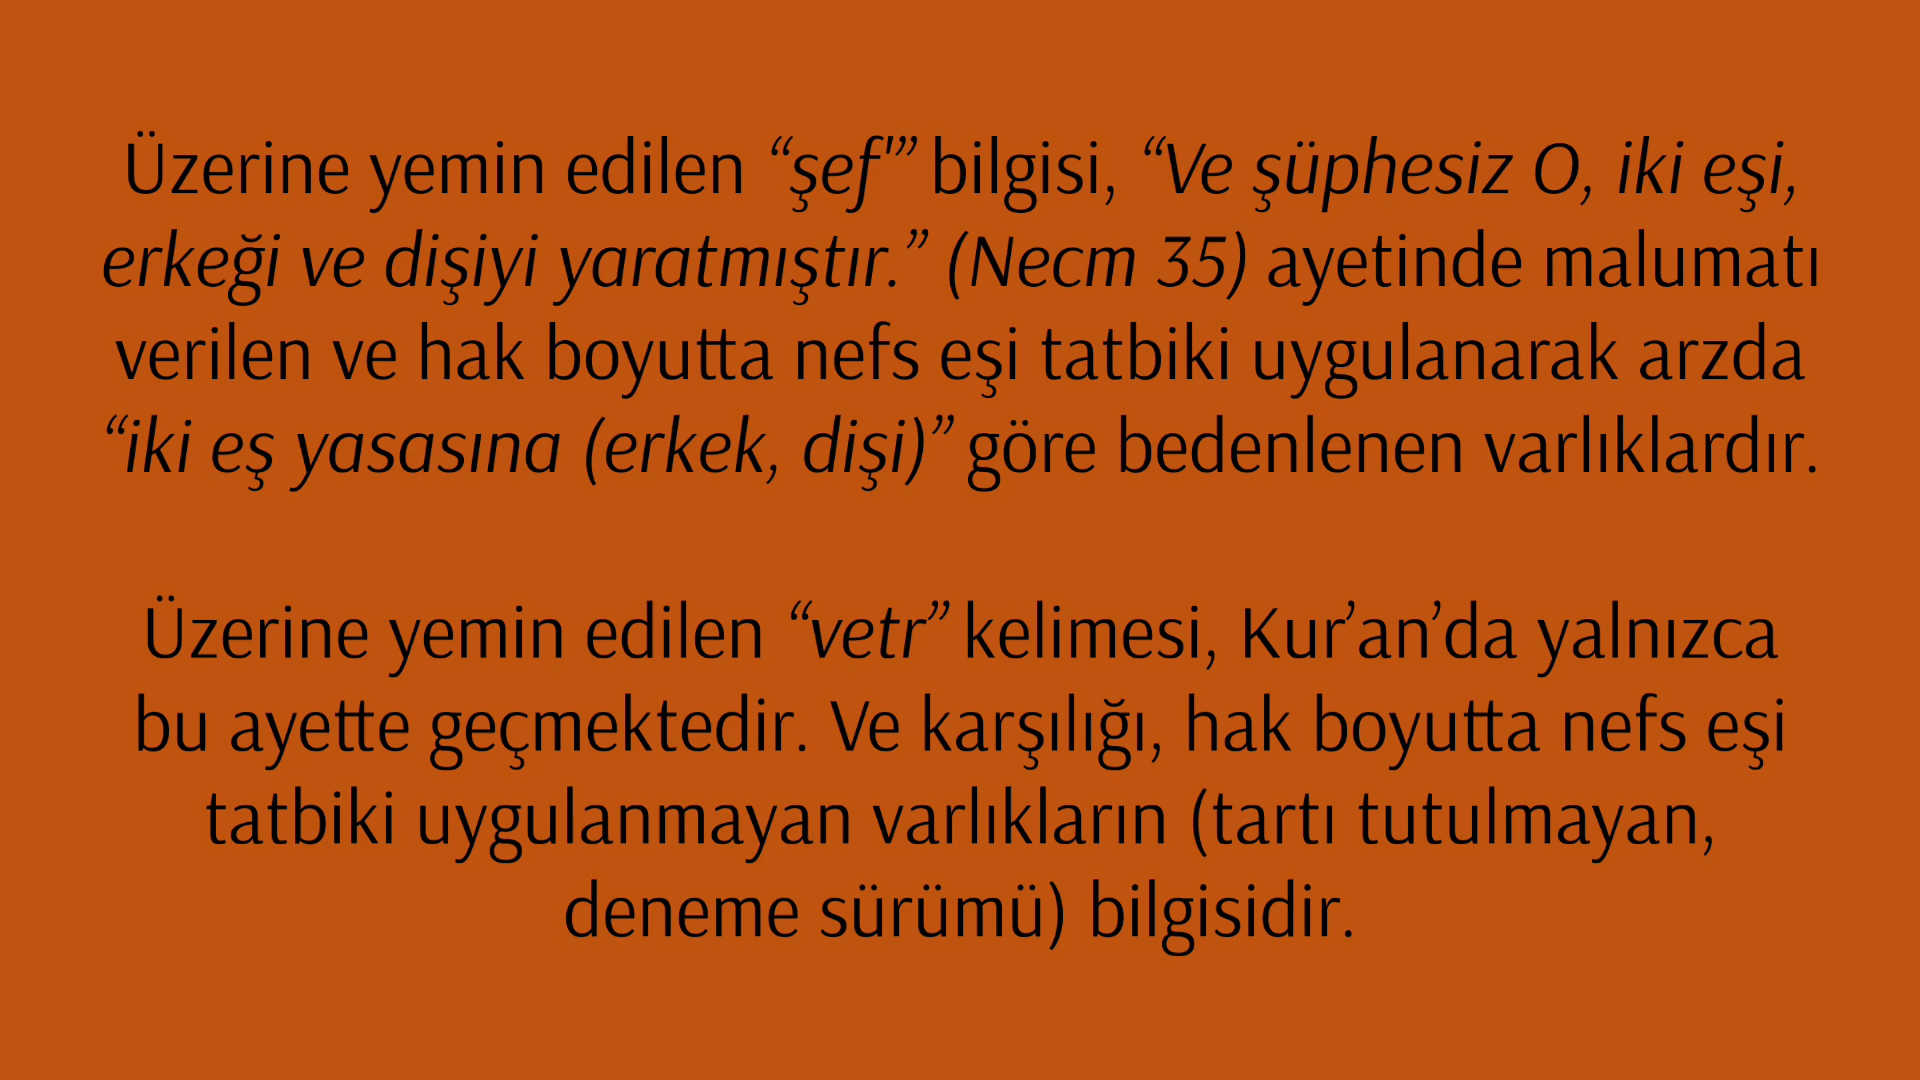 Üzerine yemin edilen “şef'” bilgisi, “Ve şüphesiz O, iki eşi,
erkeği ve dişiyi yaratmıştır.” (Necm 35) ayetinde malumatı
verilen ve hak boyutta nefs eşi tatbiki uygulanarak arzda
“iki eş yasasına (erkek, dişi)” göre bedenlenen varlıklardır.
Üzerine yemin edilen “vetr” kelimesi, Kur’an’da yalnızca
bu ayette geçmektedir. Ve karşılığı, hak boyutta nefs eşi
tatbiki uygulanmayan varlıkların (tartı tutulmayan,
deneme sürümü) bilgisidir.